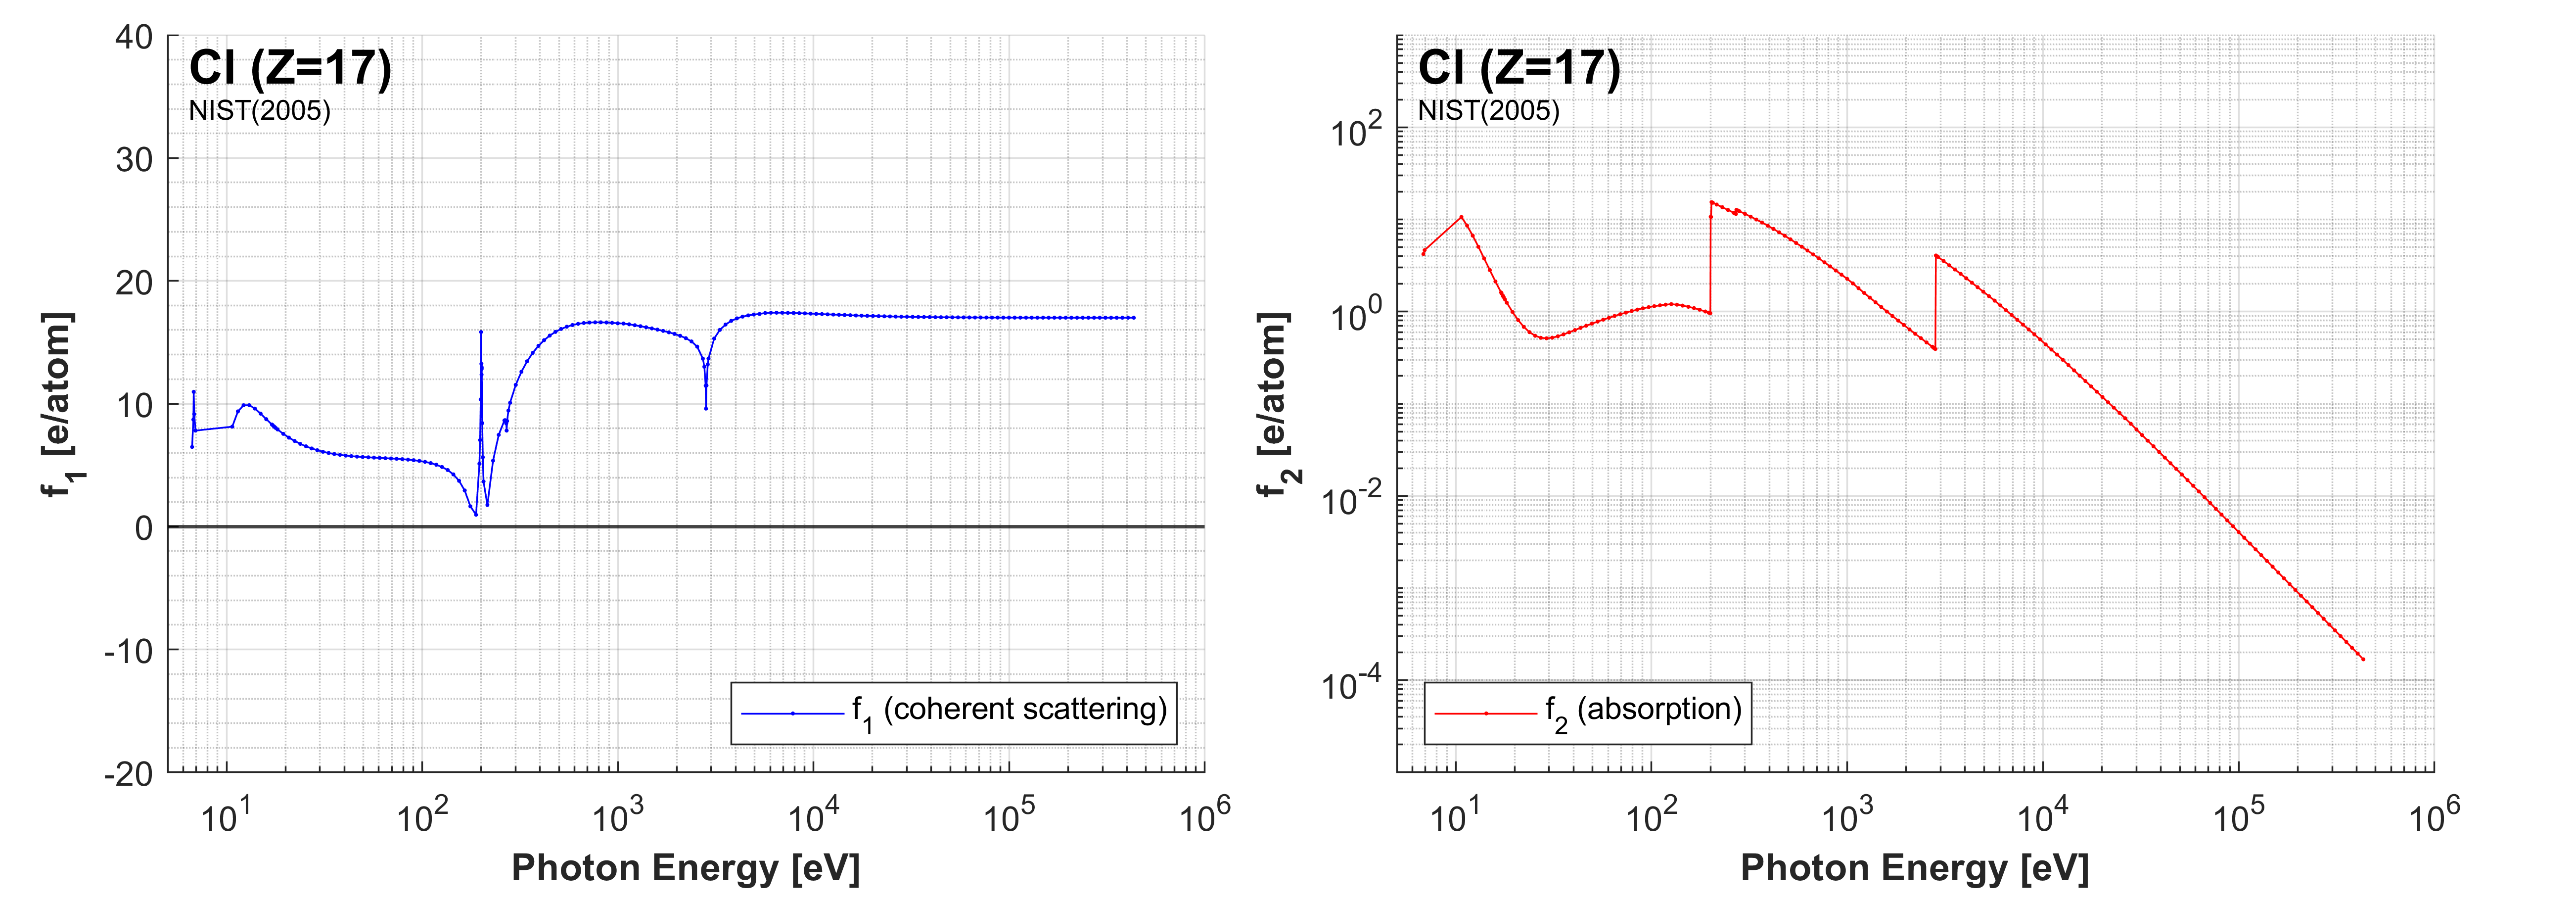 Cl (Z=17)
NIST(2005)
40
30
20
10
0
-10
-20
f1 [e/atom]
f1 (coherent scattering)
10^1 10^2 10^3 10^4 10^5 10^6
Photon Energy [eV]
Cl (Z=17)
NIST(2005)
10^2
10^0
10^-2
10^-4
f2 [e/atom]
f2 (absorption)
10^1 10^2 10^3 10^4 10^5 10^6
Photon Energy [eV]